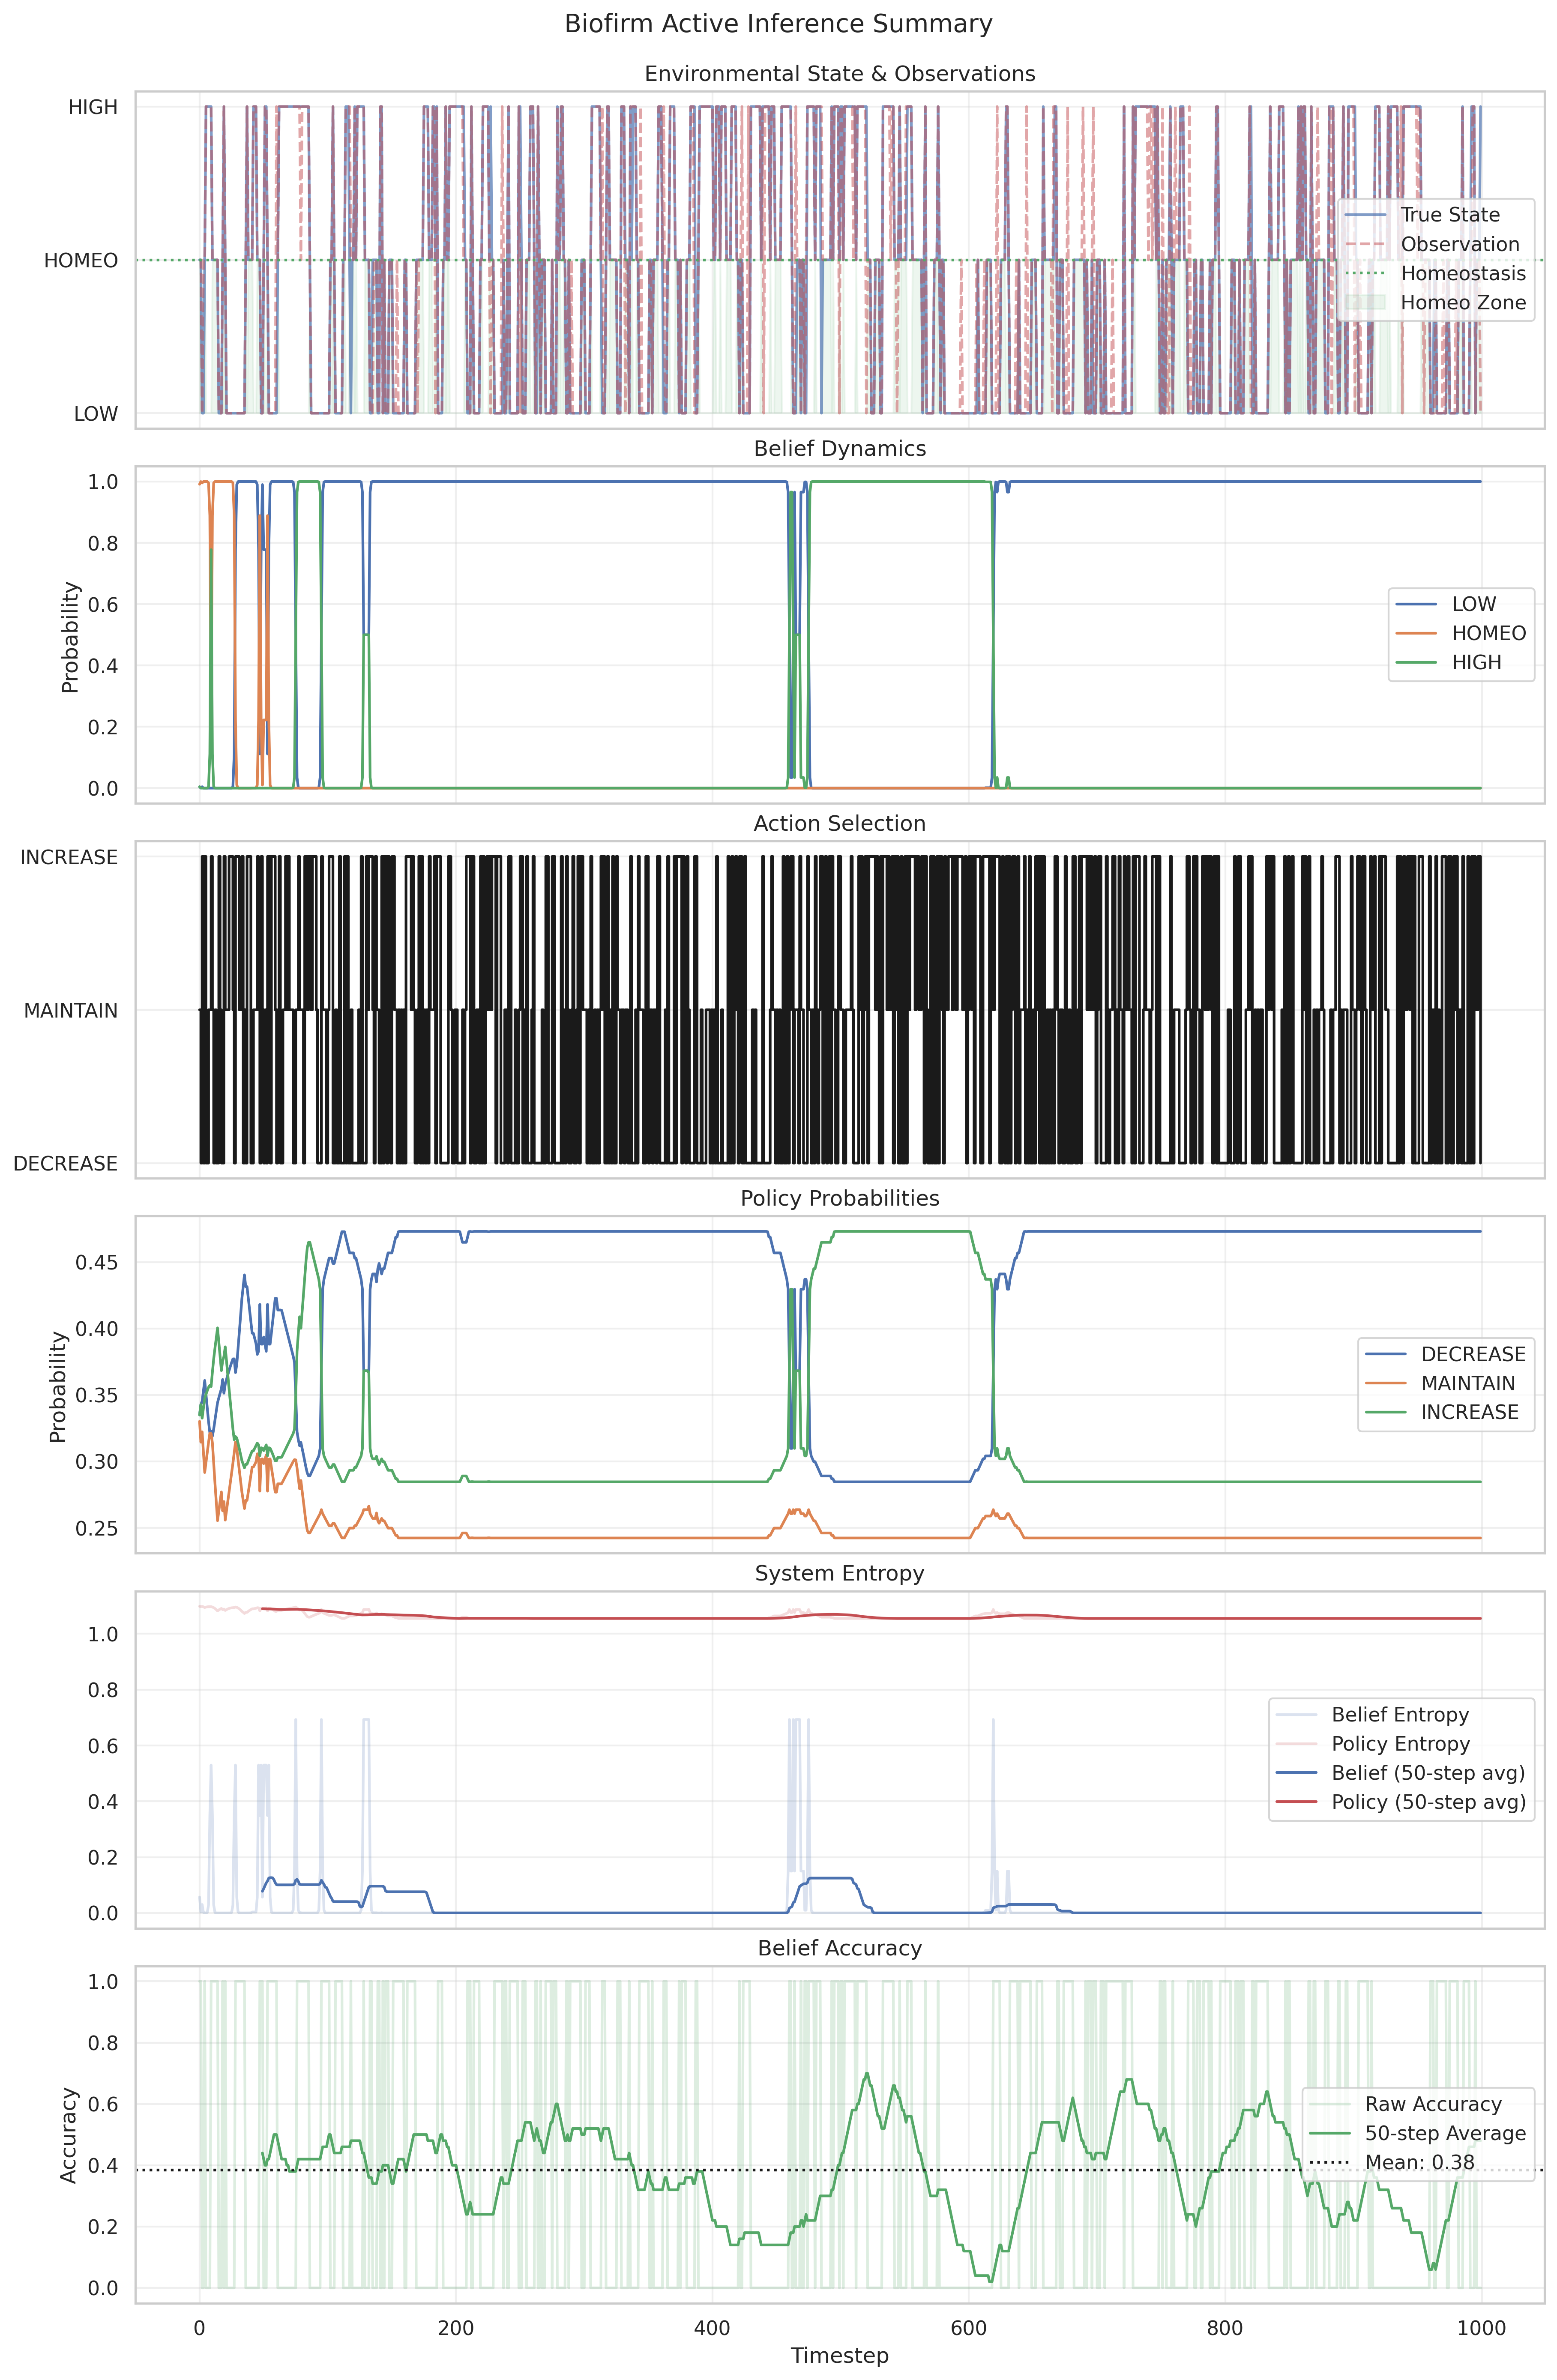 Biofirm Active Inference Summary
Environmental State & Observations
HIGH
HOMEO
LOW
True State
Observation
Homeostasis
Homeo Zone
Belief Dynamics
Probability
1.0
0.8
0.6
0.4
0.2
0.0
LOW
HOMEO
HIGH
Action Selection
INCREASE
MAINTAIN
DECREASE
Policy Probabilities
Probability
0.45
0.40
0.35
0.30
0.25
DECREASE
MAINTAIN
INCREASE
System Entropy
1.0
0.8
0.6
0.4
0.2
0.0
Belief Entropy
Policy Entropy
Belief (50-step avg)
Policy (50-step avg)
Belief Accuracy
Accuracy
1.0
0.8
0.6
0.4
0.2
0.0
Raw Accuracy
50-step Average
Mean: 0.38
0 200 400 600 800 1000
Timestep